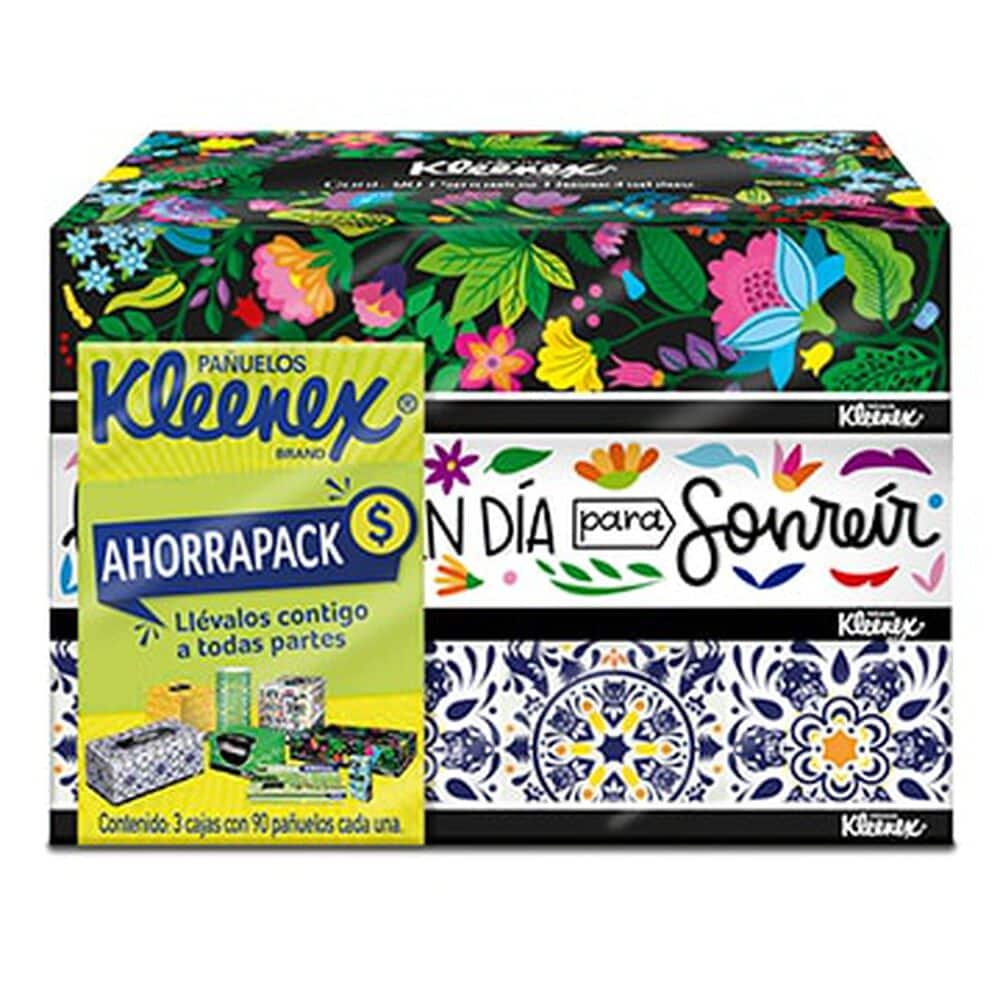 Kleenex
PAÑUELOS
Kleenex®
BRAND
AHORRAPACK $
Llévalos contigo
a todas partes
Contenido: 3 cajas con 90 pañuelos cada una.
Kleenex
N DÍA para Sonreír
Kleenex
Kleenex